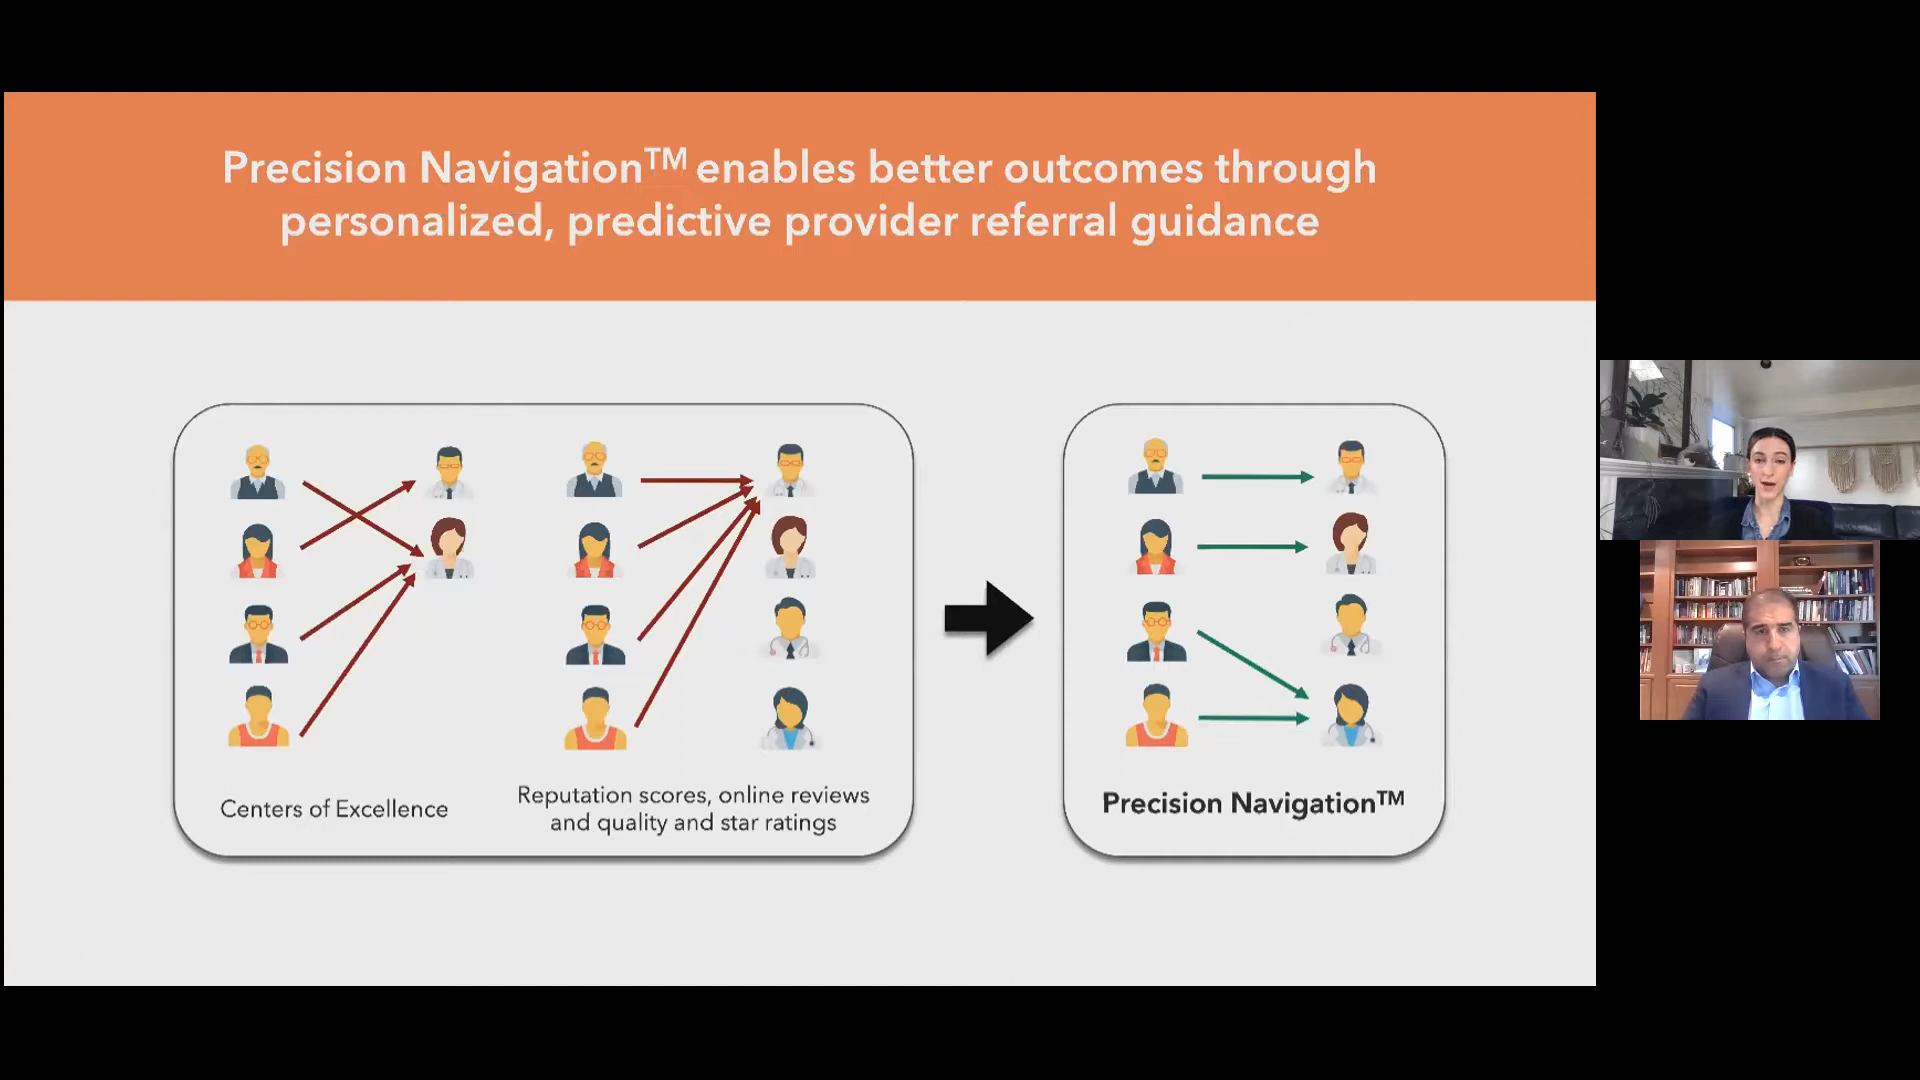 Precision Navigation™ enables better outcomes through
personalized, predictive provider referral guidance
Centers of Excellence
Reputation scores, online reviews
and quality and star ratings
Precision Navigation™